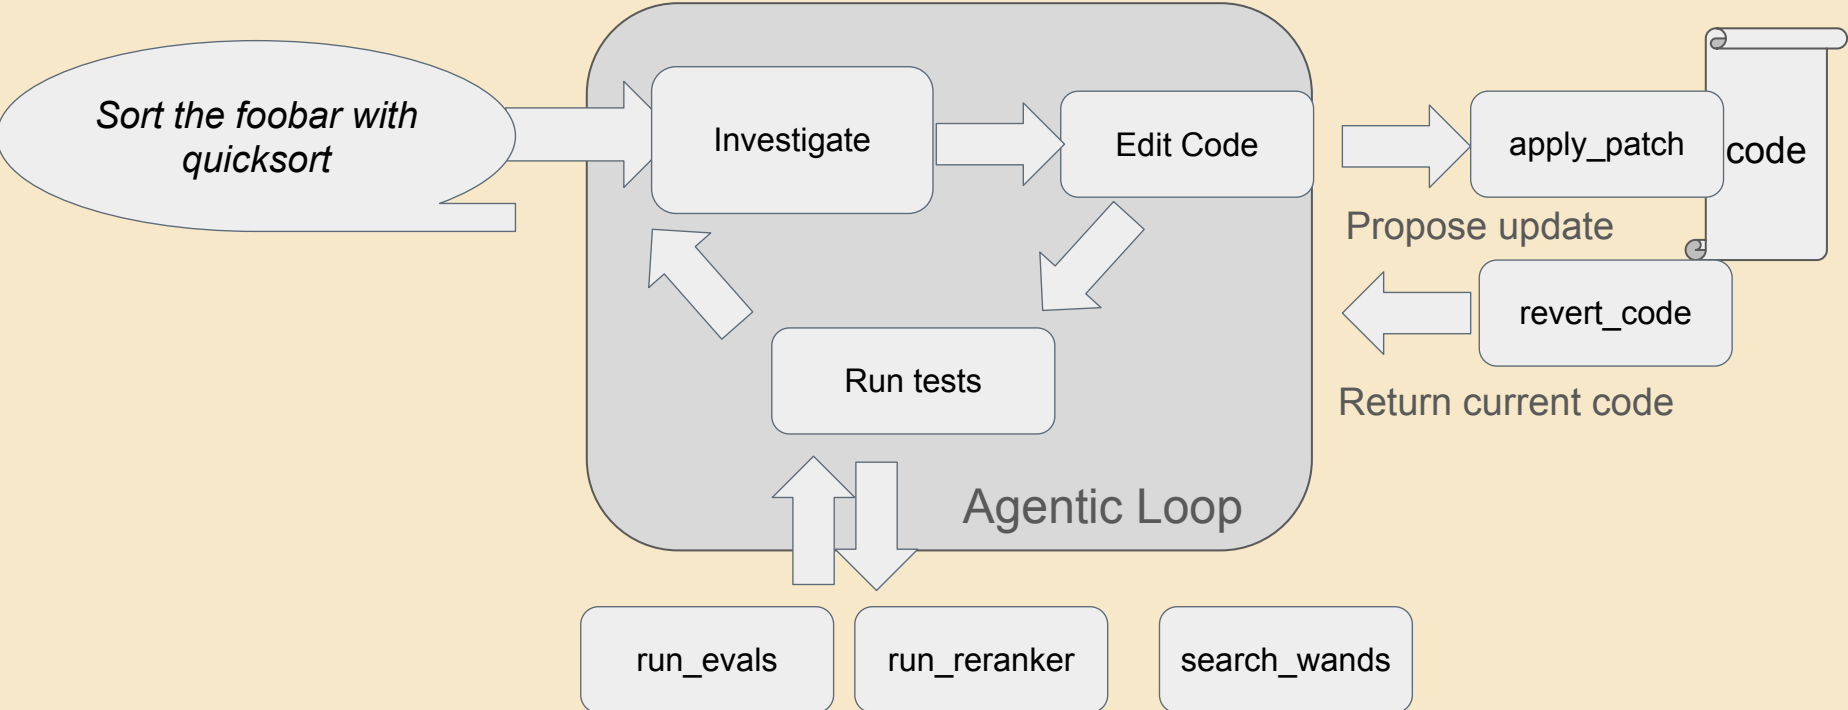 Sort the foobar with
quicksort
Investigate
Edit Code
apply_patch
code
Propose update
revert_code
Return current code
Run tests
Agentic Loop
run_evals
run_reranker
search_wands